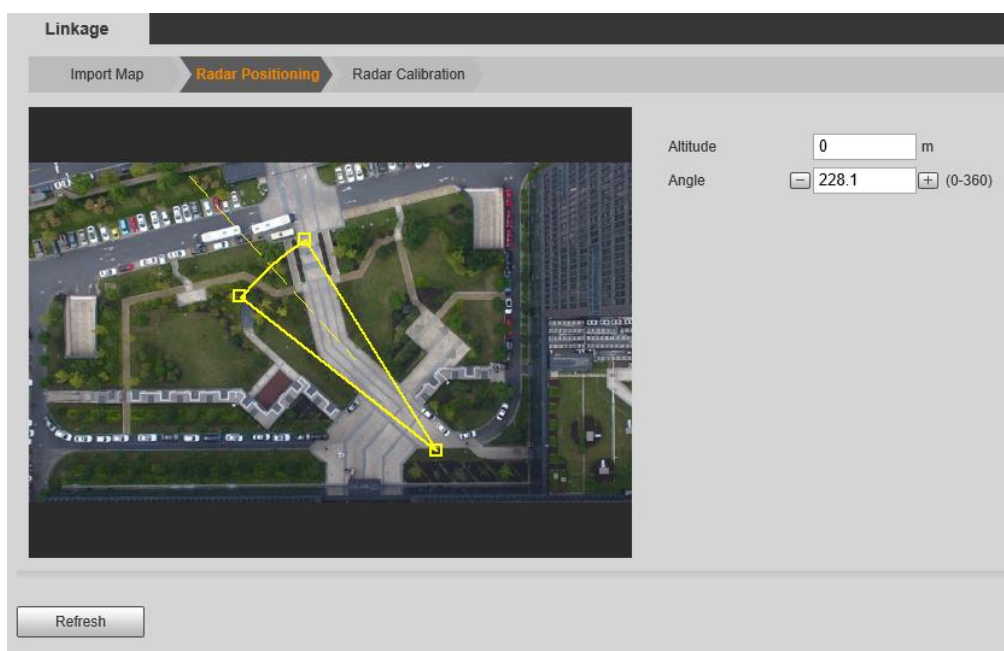 Linkage
Import Map Radar Positioning Radar Calibration
Altitude 0 m
Angle - 228.1 + (0-360)
Refresh